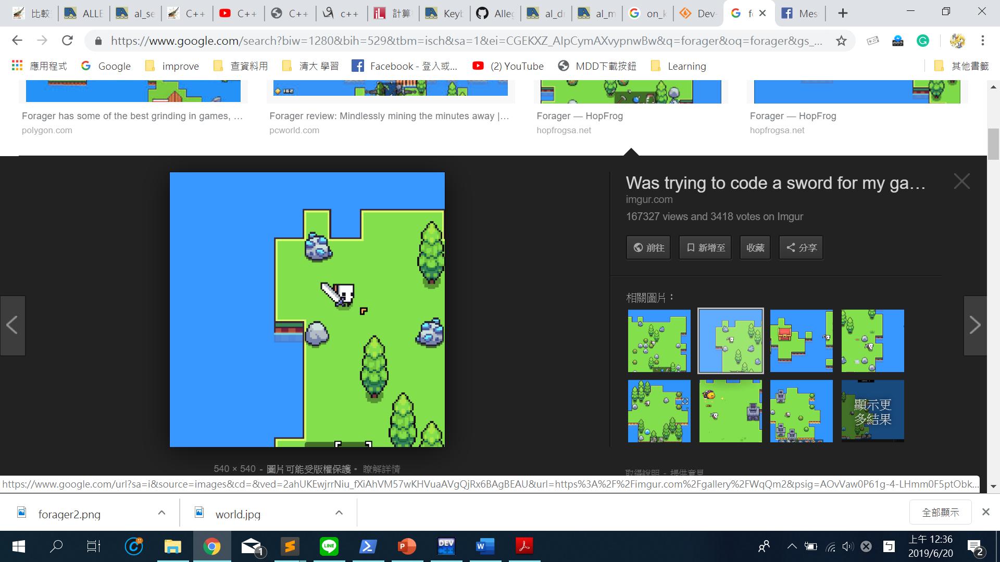 比較
ALLE
al_se
C++
C++
C++
c++
計算
Keyb
Alleg
al_dr
al_m
on_k
Dev-
fo
Mes
https://www.google.com/search?biw=1280&bih=529&tbm=isch&sa=1&ei=CGEKXZ_AIpCymAXvypnwBw&q=forager&oq=forager&gs_...
應用程式
Google
improve
查資料用
清大 學習
Facebook - 登入或...
(2) YouTube
MDD下載按鈕
Learning
其他書籤
162
Forager has some of the best grinding in games, ...
Forager review: Mindlessly mining the minutes away |...
Forager — HopFrog
Forager — HopFrog
polygon.com
pcworld.com
hopfrogsa.net
hopfrogsa.net
Was trying to code a sword for my ga...
imgur.com
167327 views and 3418 votes on Imgur
前往
新增至
收藏
分享
相關圖片：
顯示更
多結果
540 × 540 - 圖片可能受版權保護。 瞭解詳情
取得說明 - 提供意見
https://www.google.com/url?sa=i&source=images&cd=&ved=2ahUKEwjrrNiu_fXiAhVM57wKHVuaAVgQjRx6BAgBEAU&url=https%3A%2F%2Fimgur.com%2Fgallery%2FWqQm2&psig=AOvVaw0P61g-4-LHmm0F5ptObk...
forager2.png
world.jpg
全部顯示
1
LINE
P
DEV
C++
W
上午 12:36
2019/6/20
2